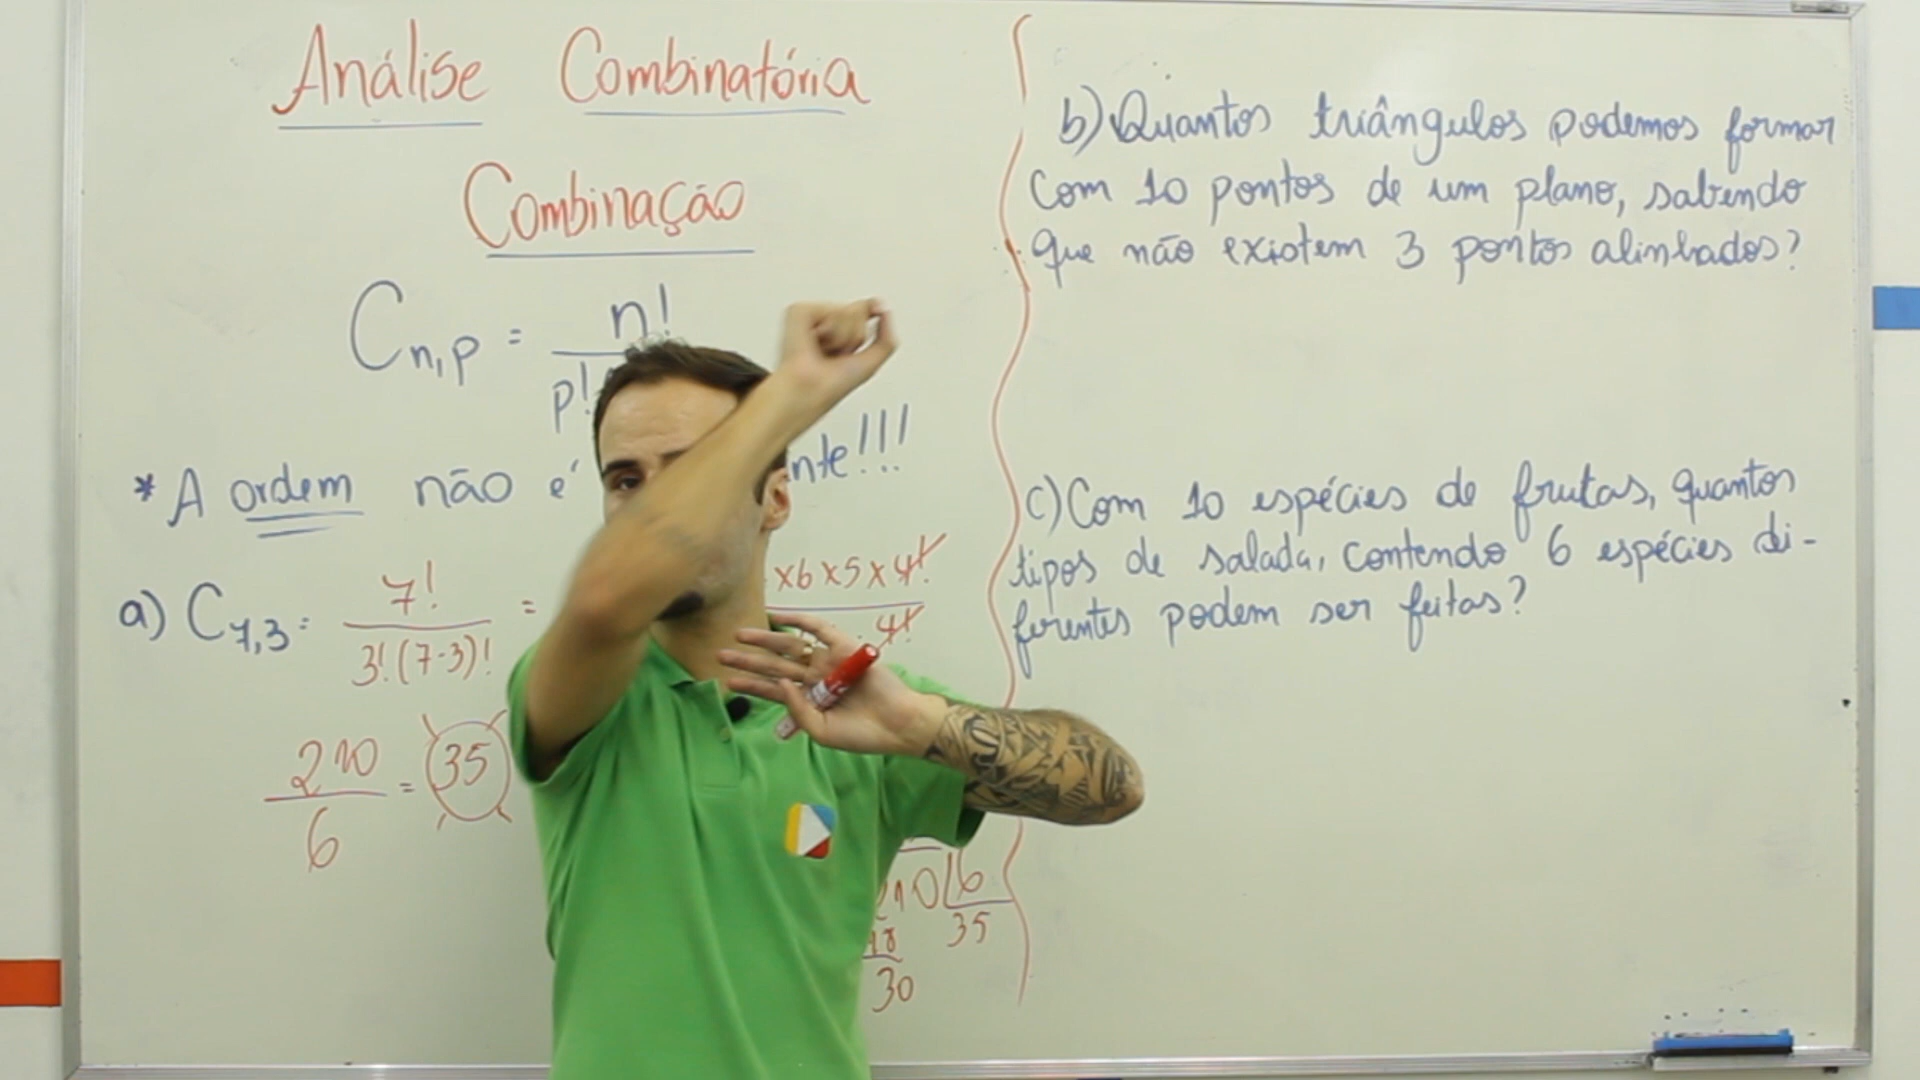 Análise Combinatória
Combinação
C n,p = n! / p!
* A ordem não é nte!!!
a) C 7,3 = 7! / 3!(7-3)! = x6x5x4! / 4!
210 / 6 = 35
210 | 6
18 35
30
b) Quantos triângulos podemos formar
com 10 pontos de um plano, sabendo
que não existem 3 pontos alinhados?
c) Com 10 espécies de frutas, quantos
tipos de salada, contendo 6 espécies di-
ferentes podem ser feitas?